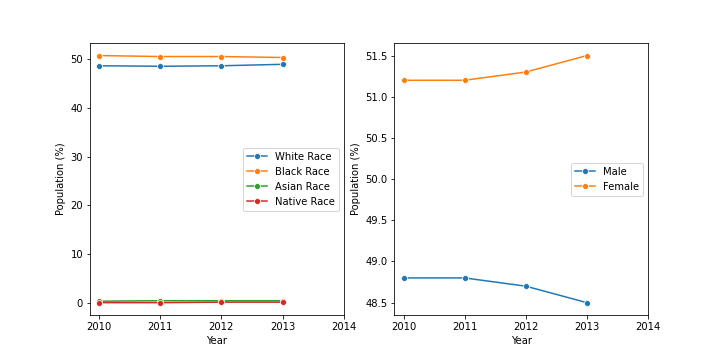 50
40
30
20
10
0
Population (%)
2010 2011 2012 2013 2014
Year
White Race
Black Race
Asian Race
Native Race
51.5
51.0
50.5
50.0
49.5
49.0
48.5
Population (%)
2010 2011 2012 2013 2014
Year
Male
Female